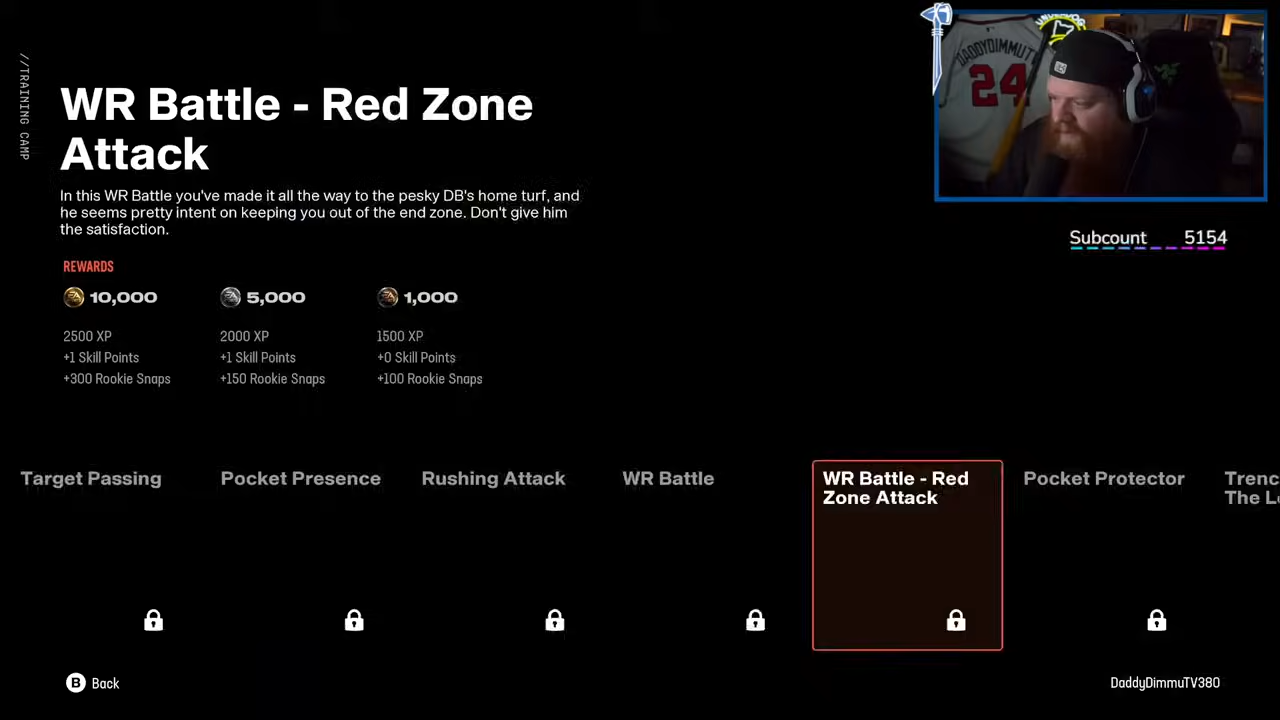 //TRAINING CAMP
WR Battle - Red Zone
Attack
In this WR Battle you've made it all the way to the pesky DB's home turf, and
he seems pretty intent on keeping you out of the end zone. Don't give him
the satisfaction.
REWARDS
10,000 5,000 1,000
2500 XP 2000 XP 1500 XP
+1 Skill Points +1 Skill Points +0 Skill Points
+300 Rookie Snaps +150 Rookie Snaps +100 Rookie Snaps
DADDYDIMMUTV
24
Subcount 5154
Target Passing
Pocket Presence
Rushing Attack
WR Battle
WR Battle - Red
Zone Attack
Pocket Protector
B Back
DaddyDimmuTV380